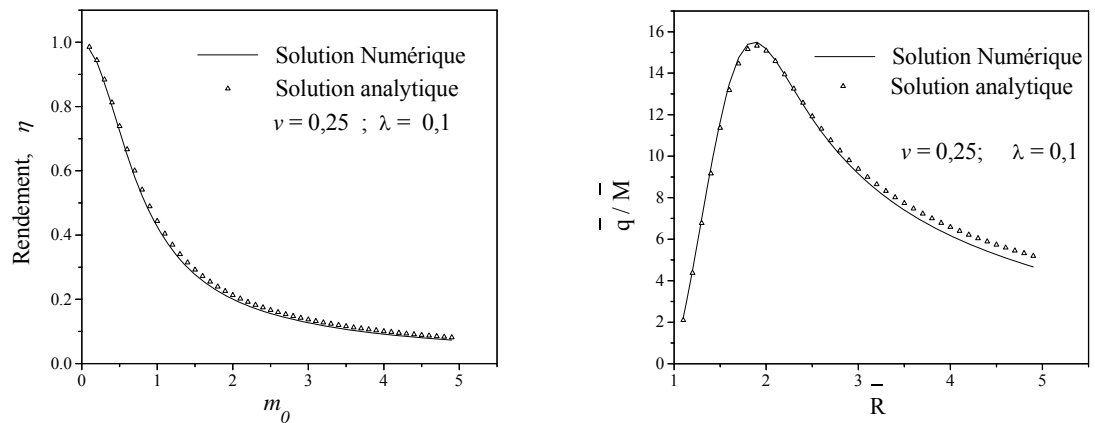 1.0
0.8
0.6
0.4
0.2
0.0
0 1 2 3 4 5
Rendement, η
m0
Solution Numérique
Solution analytique
ν = 0,25 ; λ = 0,1
16
14
12
10
8
6
4
2
0
1 2 3 4 5
q̅ / M̅
R̅
Solution Numérique
Solution analytique
ν = 0,25; λ = 0,1